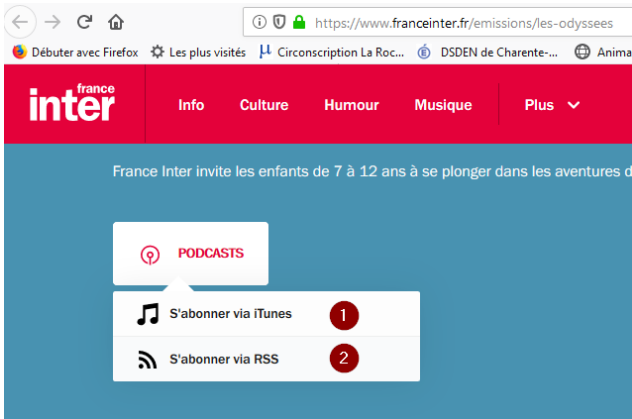 https://www.franceinter.fr/emissions/les-odyssees
Débuter avec Firefox Les plus visités Circonscription La Roc... DSDEN de Charente-... Anima
france
inter Info Culture Humour Musique Plus
France Inter invite les enfants de 7 à 12 ans à se plonger dans les aventures d
PODCASTS
S'abonner via iTunes 1
S'abonner via RSS 2